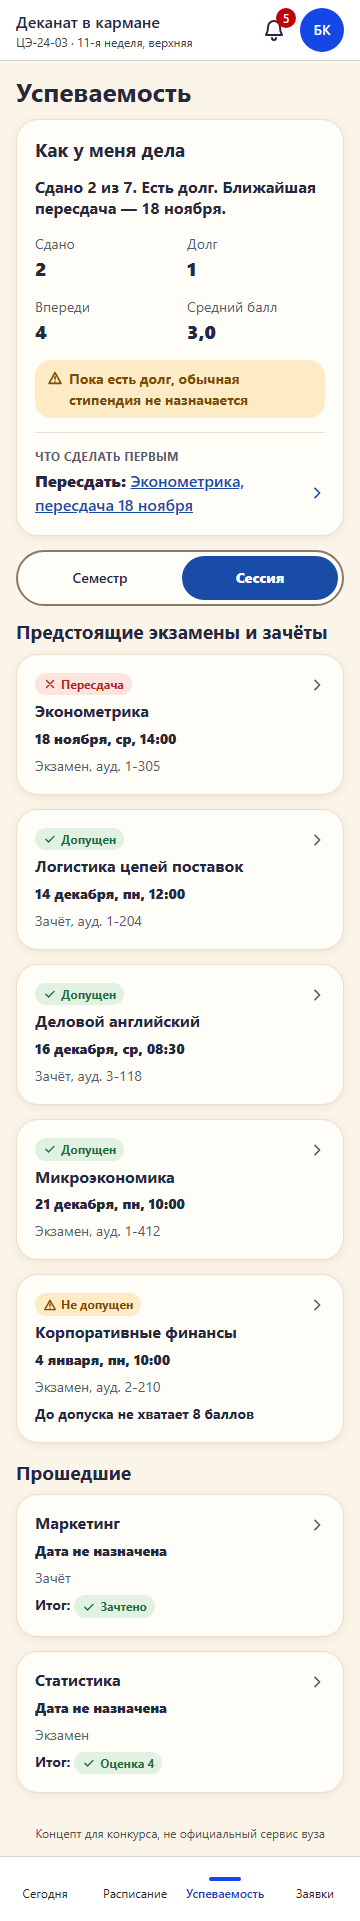 Деканат в кармане
ЦЭ-24-03 · 11-я неделя, верхняя
5
БК
Успеваемость
Как у меня дела
Сдано 2 из 7. Есть долг. Ближайшая
пересдача — 18 ноября.
Сдано
Долг
2
1
Впереди
Средний балл
4
3,0
Пока есть долг, обычная
стипендия не назначается
ЧТО СДЕЛАТЬ ПЕРВЫМ
Пересдать: Эконометрика,
пересдача 18 ноября
Семестр
Сессия
Предстоящие экзамены и зачёты
Пересдача
Эконометрика
18 ноября, ср, 14:00
Экзамен, ауд. 1-305
Допущен
Логистика цепей поставок
14 декабря, пн, 12:00
Зачёт, ауд. 1-204
Допущен
Деловой английский
16 декабря, ср, 08:30
Зачёт, ауд. 3-118
Допущен
Микроэкономика
21 декабря, пн, 10:00
Экзамен, ауд. 1-412
Не допущен
Корпоративные финансы
4 января, пн, 10:00
Экзамен, ауд. 2-210
До допуска не хватает 8 баллов
Прошедшие
Маркетинг
Дата не назначена
Зачёт
Итог: Зачтено
Статистика
Дата не назначена
Экзамен
Итог: Оценка 4
Концепт для конкурса, не официальный сервис вуза
Сегодня
Расписание
Успеваемость
Заявки